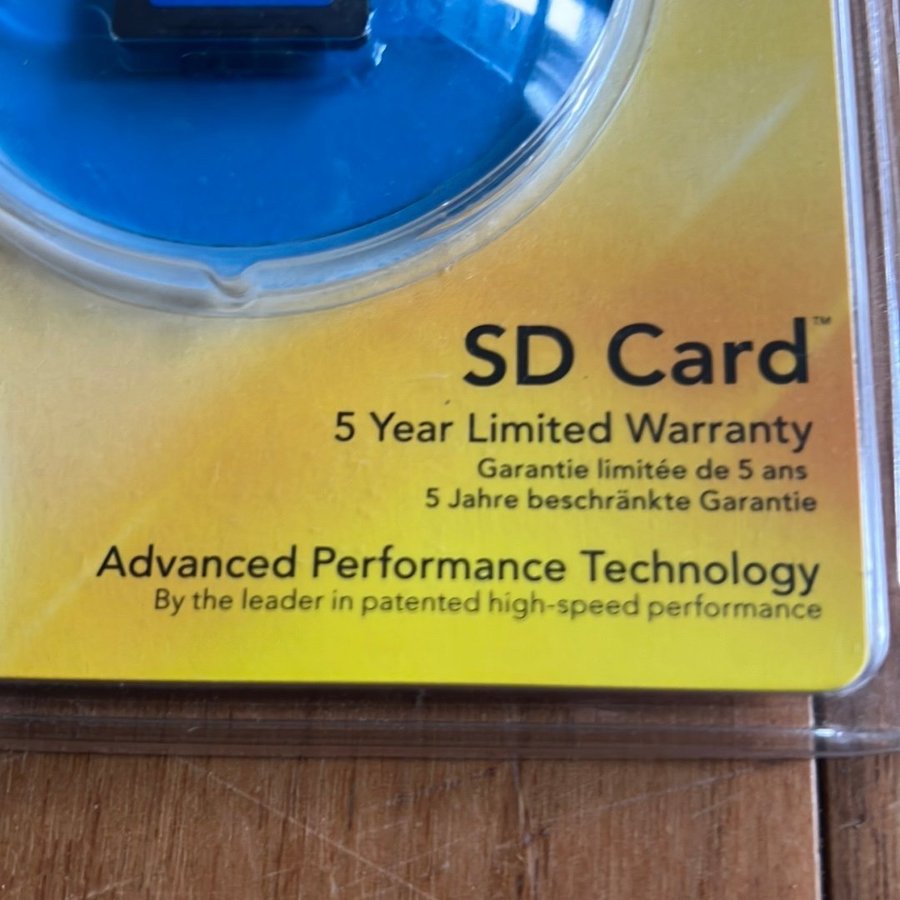 SD Card™
5 Year Limited Warranty
Garantie limitée de 5 ans
5 Jahre beschränkte Garantie
Advanced Performance Technology
By the leader in patented high-speed performance